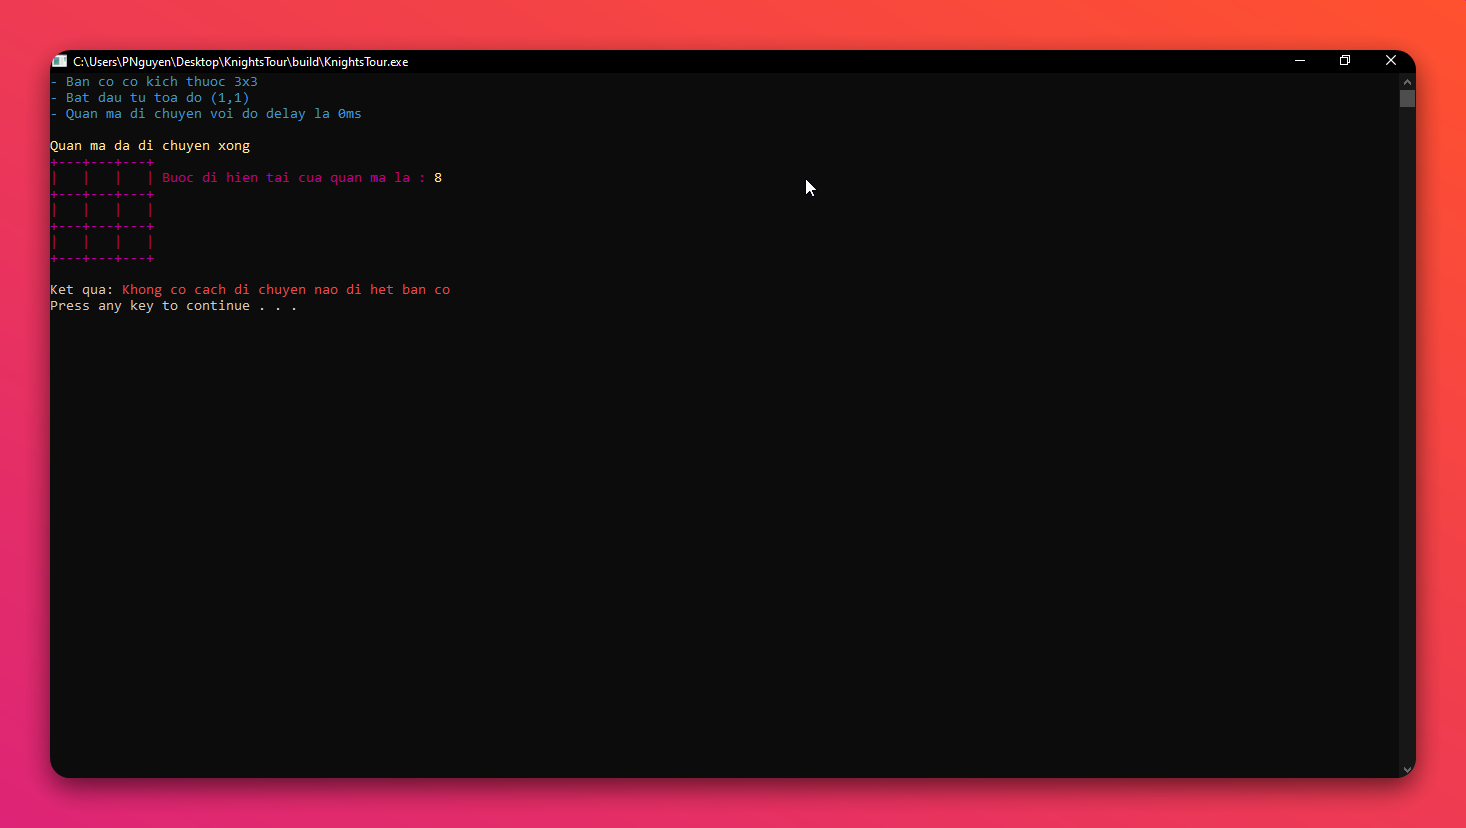 C:\Users\PNguyen\Desktop\KnightsTour\build\KnightsTour.exe
- Ban co co kich thuoc 3x3
- Bat dau tu toa do (1,1)
- Quan ma di chuyen voi do delay la 0ms
Quan ma da di chuyen xong
+---+---+---+
|   |   |   | Buoc di hien tai cua quan ma la : 8
+---+---+---+
|   |   |   |
+---+---+---+
|   |   |   |
+---+---+---+
Ket qua: Khong co cach di chuyen nao di het ban co
Press any key to continue . . .